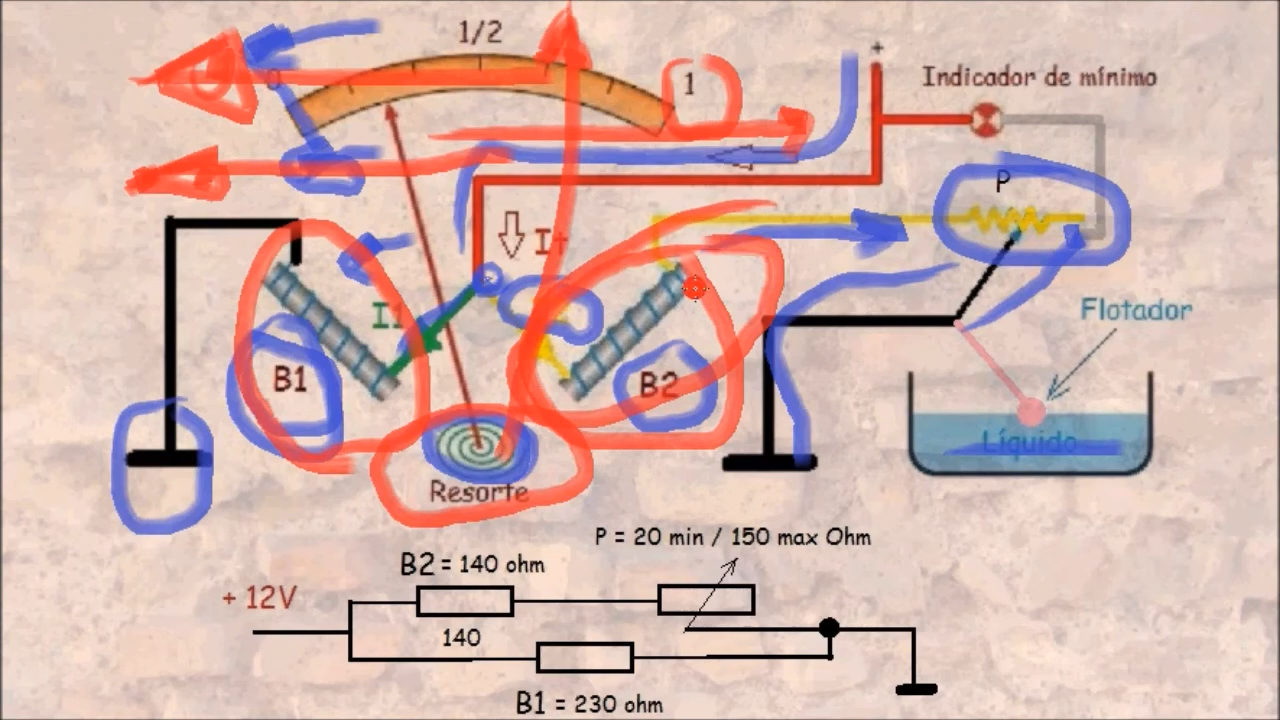 1/2
1
+
Indicador de mínimo
P
I1
B1
B2
Flotador
Líquido
Resorte
P = 20 min / 150 max Ohm
B2 = 140 ohm
+ 12V
140
B1 = 230 ohm